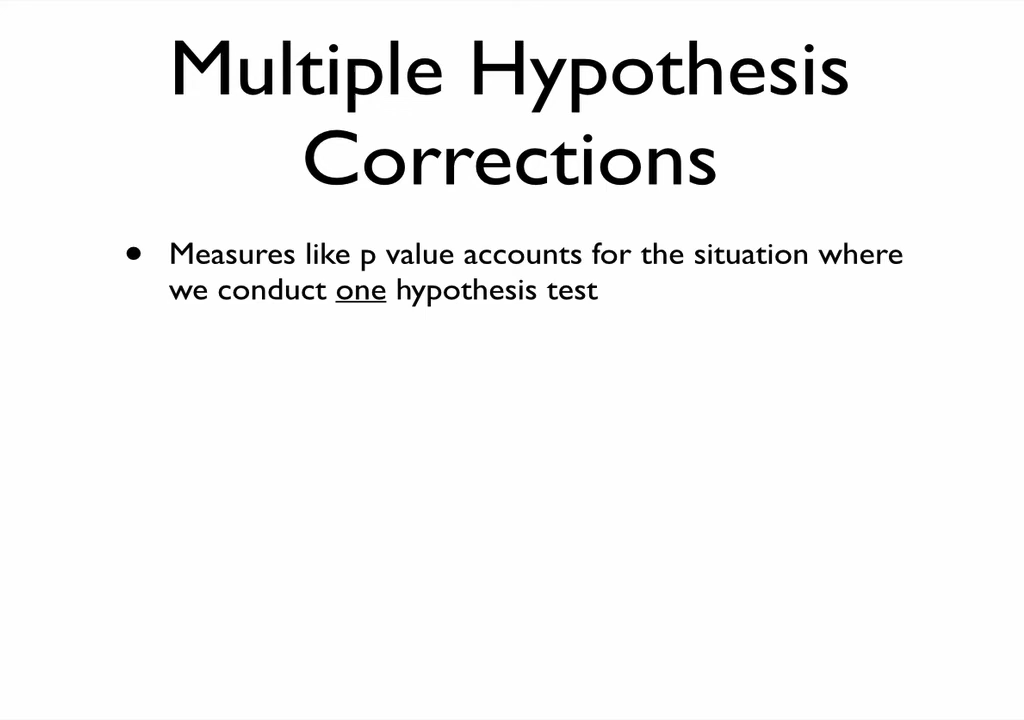 Multiple Hypothesis
Corrections
• Measures like p value accounts for the situation where
we conduct one hypothesis test